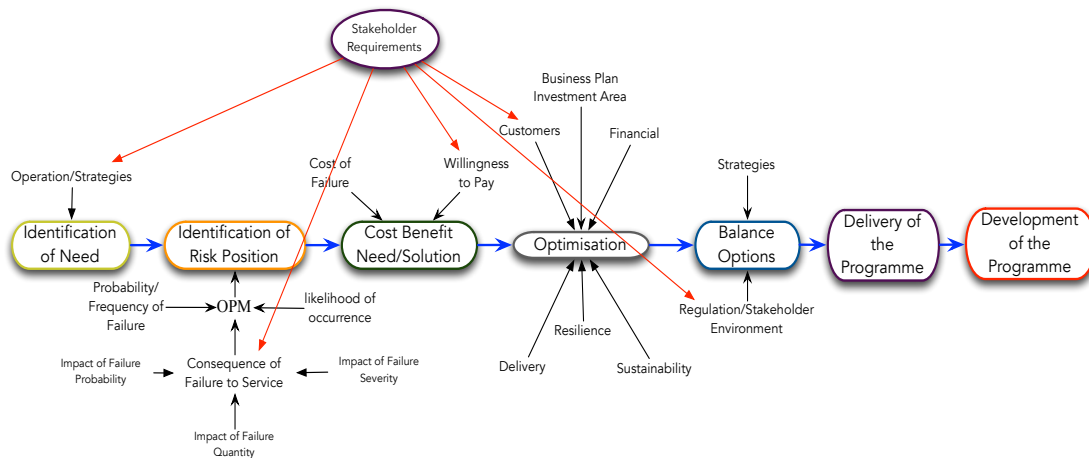 Stakeholder
Requirements
Business Plan
Investment Area
Customers
Financial
Operation/Strategies
Cost of
Failure
Willingness
to Pay
Strategies
Identification
of Need
Identification of
Risk Position
Cost Benefit
Need/Solution
Optimisation
Balance
Options
Delivery of
the
Programme
Development
of the
Programme
Probability/
Frequency of
Failure
OPM
likelihood of
occurrence
Regulation/Stakeholder
Environment
Resilience
Delivery
Sustainability
Impact of Failure
Probability
Consequence of
Failure to Service
Impact of Failure
Severity
Impact of Failure
Quantity